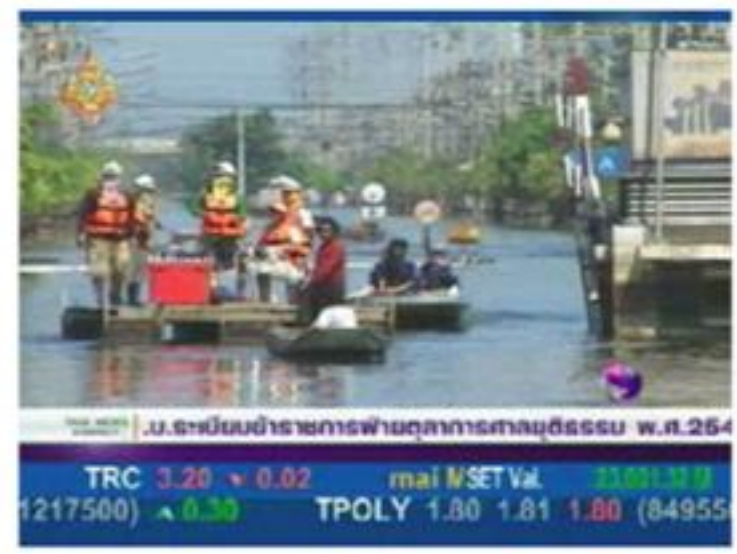 .บ.ระเบียบข้าราชการฝ่ายตุลาการศาลยุติธรรม พ.ศ.254
TRC 3.20 0.02 mai SET Val.
1217500) 0.30 TPOLY 1.80 1.81 1.80 (84955